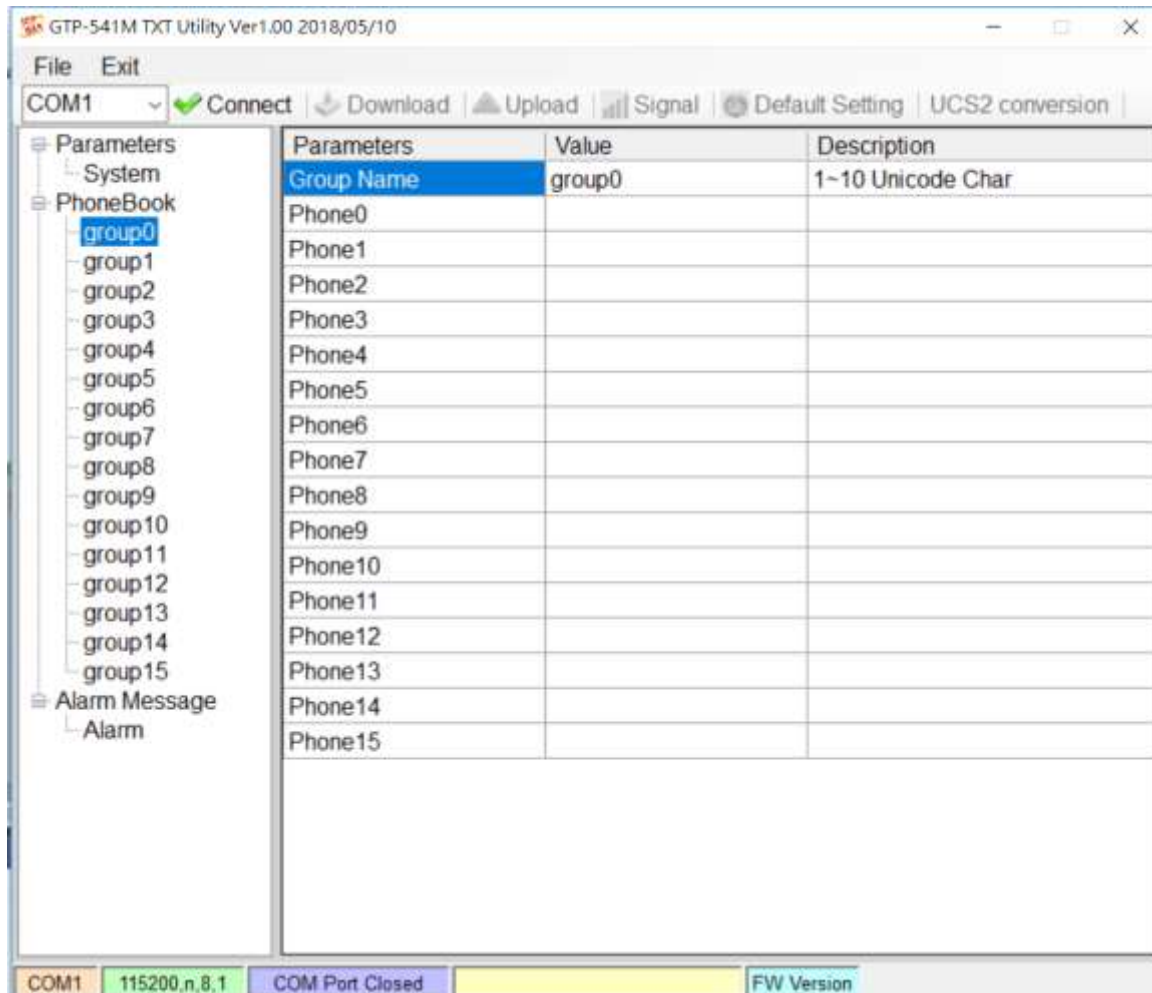 GTP-541M TXT Utility Ver1.00 2018/05/10
File Exit
COM1 Connect Download Upload Signal Default Setting UCS2 conversion
Parameters
System
PhoneBook
group0
group1
group2
group3
group4
group5
group6
group7
group8
group9
group10
group11
group12
group13
group14
group15
Alarm Message
Alarm
Parameters Value Description
Group Name group0 1~10 Unicode Char
Phone0
Phone1
Phone2
Phone3
Phone4
Phone5
Phone6
Phone7
Phone8
Phone9
Phone10
Phone11
Phone12
Phone13
Phone14
Phone15
COM1 115200,n,8,1 COM Port Closed FW Version